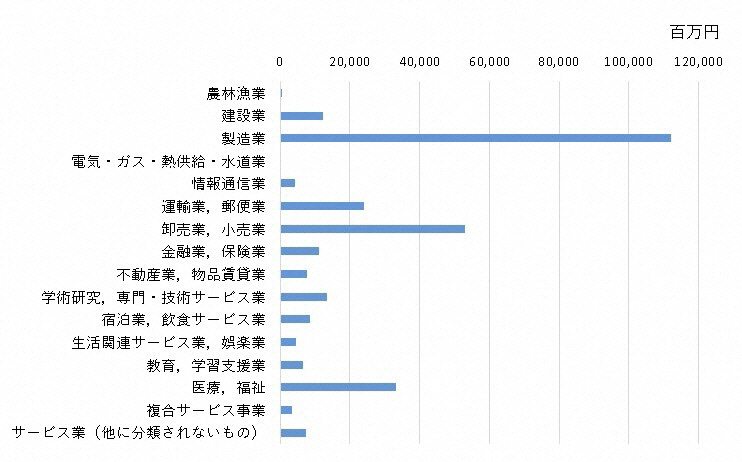 百万円
0 20,000 40,000 60,000 80,000 100,000 120,000
農林漁業
建設業
製造業
電気・ガス・熱供給・水道業
情報通信業
運輸業，郵便業
卸売業，小売業
金融業，保険業
不動産業，物品賃貸業
学術研究，専門・技術サービス業
宿泊業，飲食サービス業
生活関連サービス業，娯楽業
教育，学習支援業
医療，福祉
複合サービス事業
サービス業（他に分類されないもの）